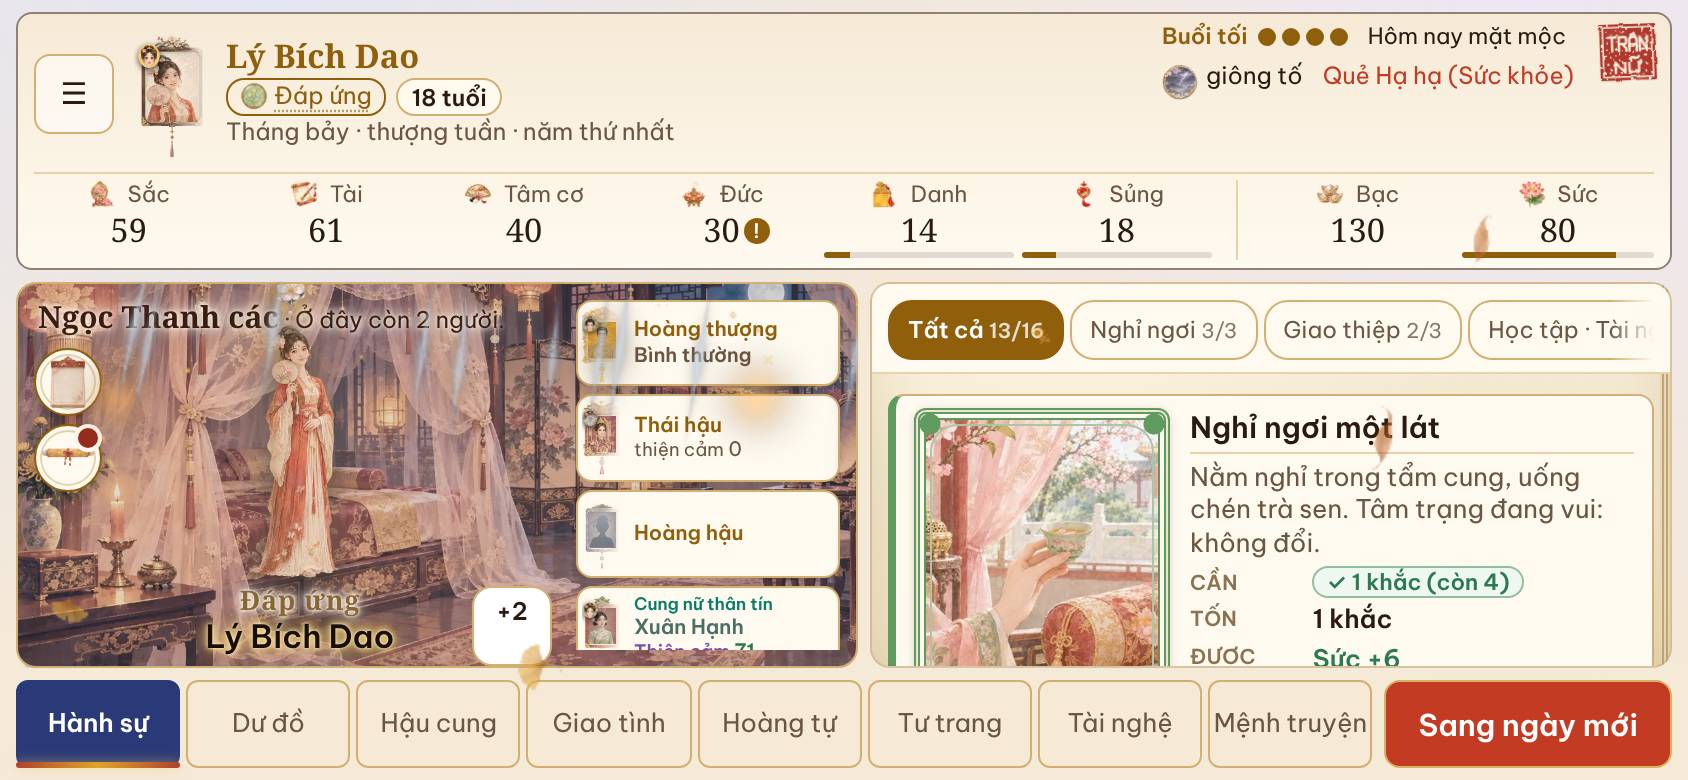 Lý Bích Dao
Đáp ứng
18 tuổi
Tháng bảy · thượng tuần · năm thứ nhất
Buổi tối
Hôm nay mặt mộc
giông tố
Quẻ Hạ hạ (Sức khỏe)
TRÂN
NỮ
Sắc
59
Tài
61
Tâm cơ
40
Đức
30 !
Danh
14
Sủng
18
Bạc
130
Sức
80
Ngọc Thanh các · Ở đây còn 2 người.
Hoàng thượng
Bình thường
Thái hậu
thiện cảm 0
Hoàng hậu
Cung nữ thân tín
Xuân Hạnh
Thiện cảm 71
Đáp ứng
Lý Bích Dao
+2
Tất cả 13/16
Nghỉ ngơi 3/3
Giao thiệp 2/3
Học tập · Tài
Nghỉ ngơi một lát
Nằm nghỉ trong tẩm cung, uống
chén trà sen. Tâm trạng đang vui:
không đổi.
CẦN
✓ 1 khắc (còn 4)
TỐN
1 khắc
ĐƯỢC
Sức +6
Hành sự
Dư đồ
Hậu cung
Giao tình
Hoàng tự
Tư trang
Tài nghệ
Mệnh truyện
Sang ngày mới